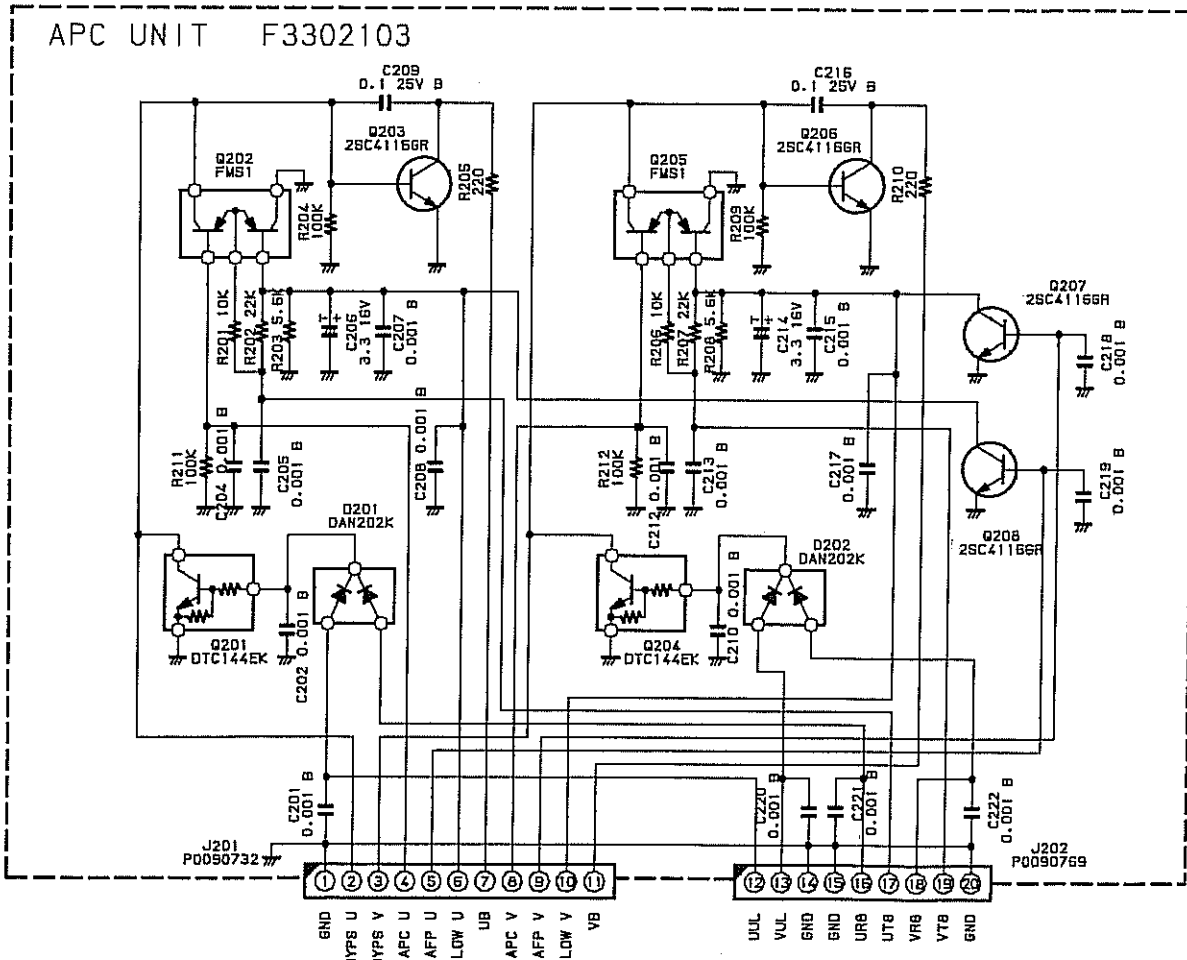 APC UNIT F3302103
C209
0.1 25V B
Q203
2SC4116GR
Q202
FMS1
R205
220
R204
100K
C216
0.1 25V B
Q206
2SC4116GR
Q205
FMS1
R210
220
R209
100K
R201 10K
R202 22K
R203 5.6K
C206
3.3 16V
C207
0.001 B
R206 10K
R207 22K
R208 5.6K
C214
3.3 16V
C215
0.001 B
Q207
2SC4116GR
C218
0.001 B
R211
100K
C204 0.001 B
C205
0.001 B
C208 0.001 B
R212
100K
C212 0.001 B
C213
0.001 B
C217
0.001 B
C219
0.001 B
Q208
2SC4116GR
D201
DAN202K
D202
DAN202K
Q201
DTC144EK
C202 0.001 B
Q204
DTC144EK
C210 0.001 B
C201
0.001 B
C220
0.001 B
C221
0.001 B
C222
0.001 B
J201
P0090732
J202
P0090769
1 2 3 4 5 6 7 8 9 10 11
12 13 14 15 16 17 18 19 20
GND
HYPS U
HYPS V
APC U
AFP U
LOW U
UB
APC V
AFP V
LOW V
VB
UUL
VUL
GND
GND
UR8
UT8
VR8
VT8
GND